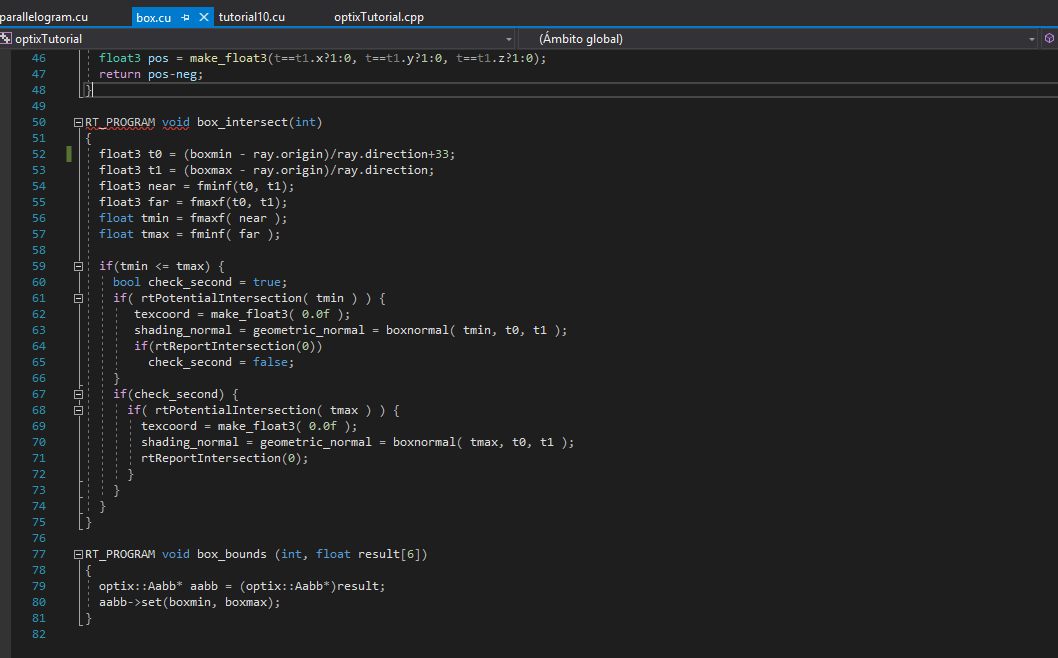 parallelogram.cu box.cu tutorial10.cu optixTutorial.cpp
optixTutorial (Ámbito global)
46 float3 pos = make_float3(t==t1.x?1:0, t==t1.y?1:0, t==t1.z?1:0);
47 return pos-neg;
48 }
49
50 RT_PROGRAM void box_intersect(int)
51 {
52 float3 t0 = (boxmin - ray.origin)/ray.direction+33;
53 float3 t1 = (boxmax - ray.origin)/ray.direction;
54 float3 near = fminf(t0, t1);
55 float3 far = fmaxf(t0, t1);
56 float tmin = fmaxf( near );
57 float tmax = fminf( far );
58
59 if(tmin <= tmax) {
60 bool check_second = true;
61 if( rtPotentialIntersection( tmin ) ) {
62 texcoord = make_float3( 0.0f );
63 shading_normal = geometric_normal = boxnormal( tmin, t0, t1 );
64 if(rtReportIntersection(0))
65 check_second = false;
66 }
67 if(check_second) {
68 if( rtPotentialIntersection( tmax ) ) {
69 texcoord = make_float3( 0.0f );
70 shading_normal = geometric_normal = boxnormal( tmax, t0, t1 );
71 rtReportIntersection(0);
72 }
73 }
74 }
75 }
76
77 RT_PROGRAM void box_bounds (int, float result[6])
78 {
79 optix::Aabb* aabb = (optix::Aabb*)result;
80 aabb->set(boxmin, boxmax);
81 }
82